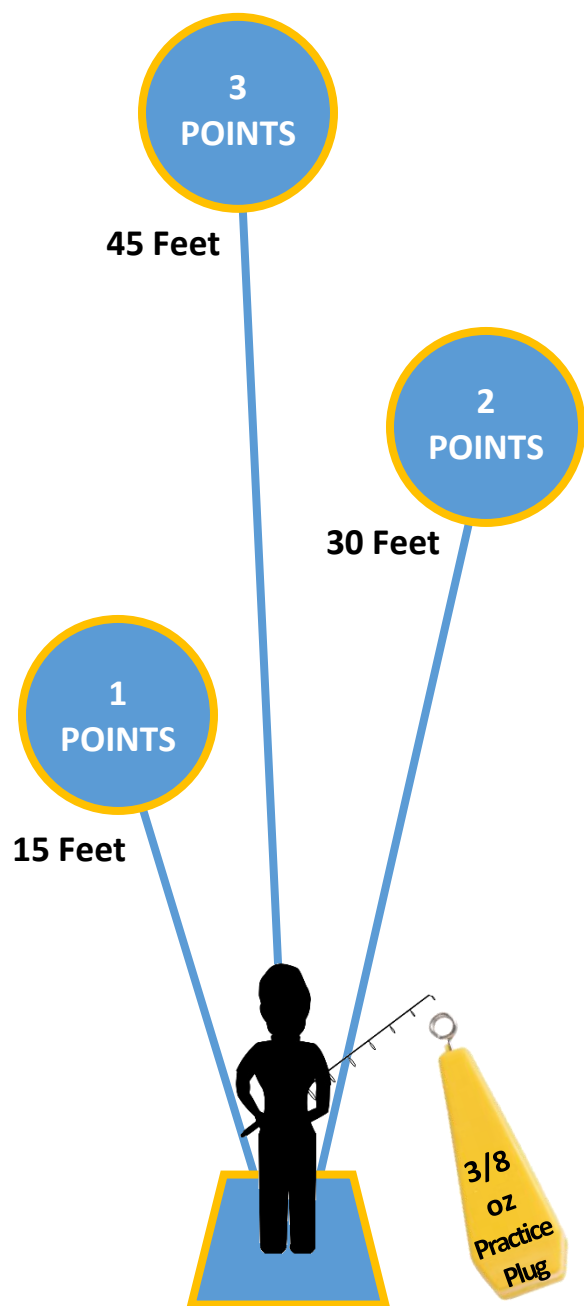 3
POINTS
45 Feet
2
POINTS
30 Feet
1
POINTS
15 Feet
3/8
oz
Practice
Plug